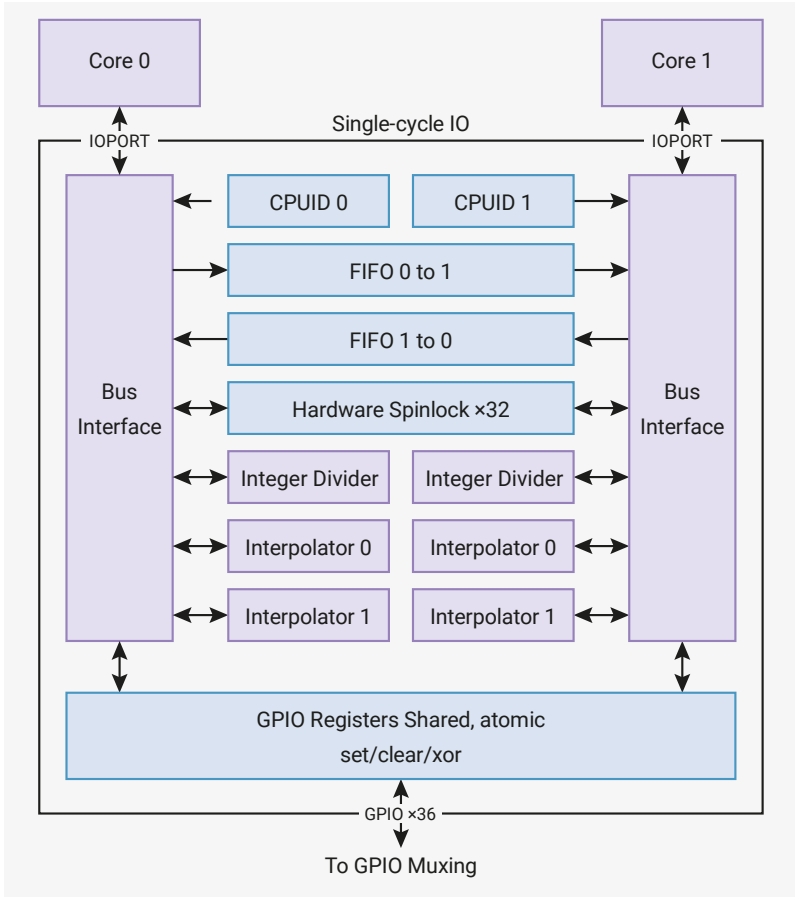 Core 0
Core 1
Single-cycle IO
IOPORT
IOPORT
CPUID 0
CPUID 1
FIFO 0 to 1
FIFO 1 to 0
Bus
Interface
Hardware Spinlock ×32
Bus
Interface
Integer Divider
Integer Divider
Interpolator 0
Interpolator 0
Interpolator 1
Interpolator 1
GPIO Registers Shared, atomic
set/clear/xor
GPIO ×36
To GPIO Muxing